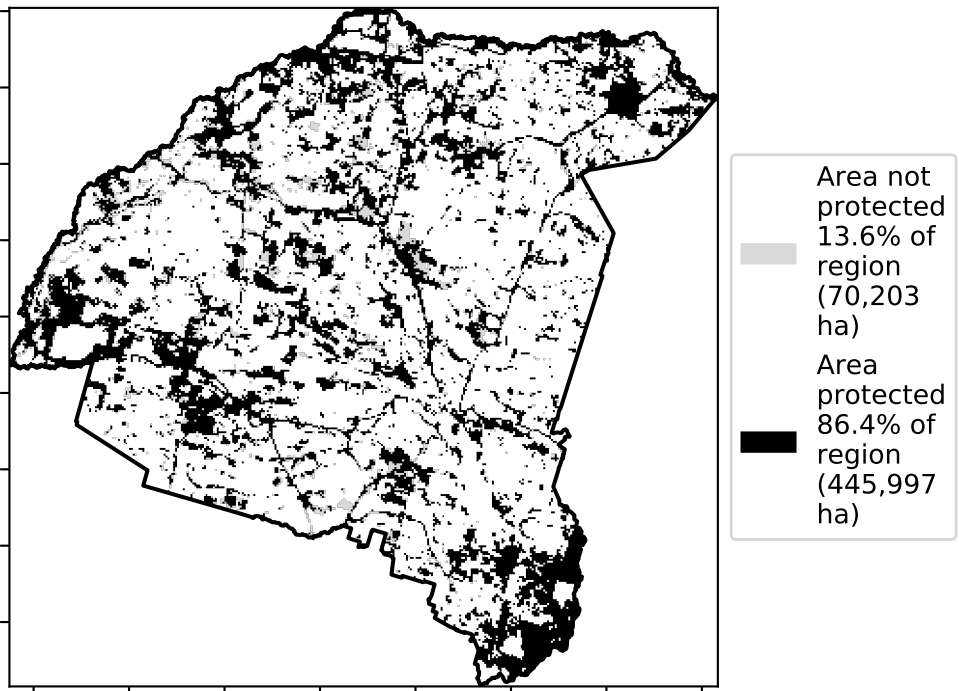 Area not
protected
13.6% of
region
(70,203
ha)
Area
protected
86.4% of
region
(445,997
ha)